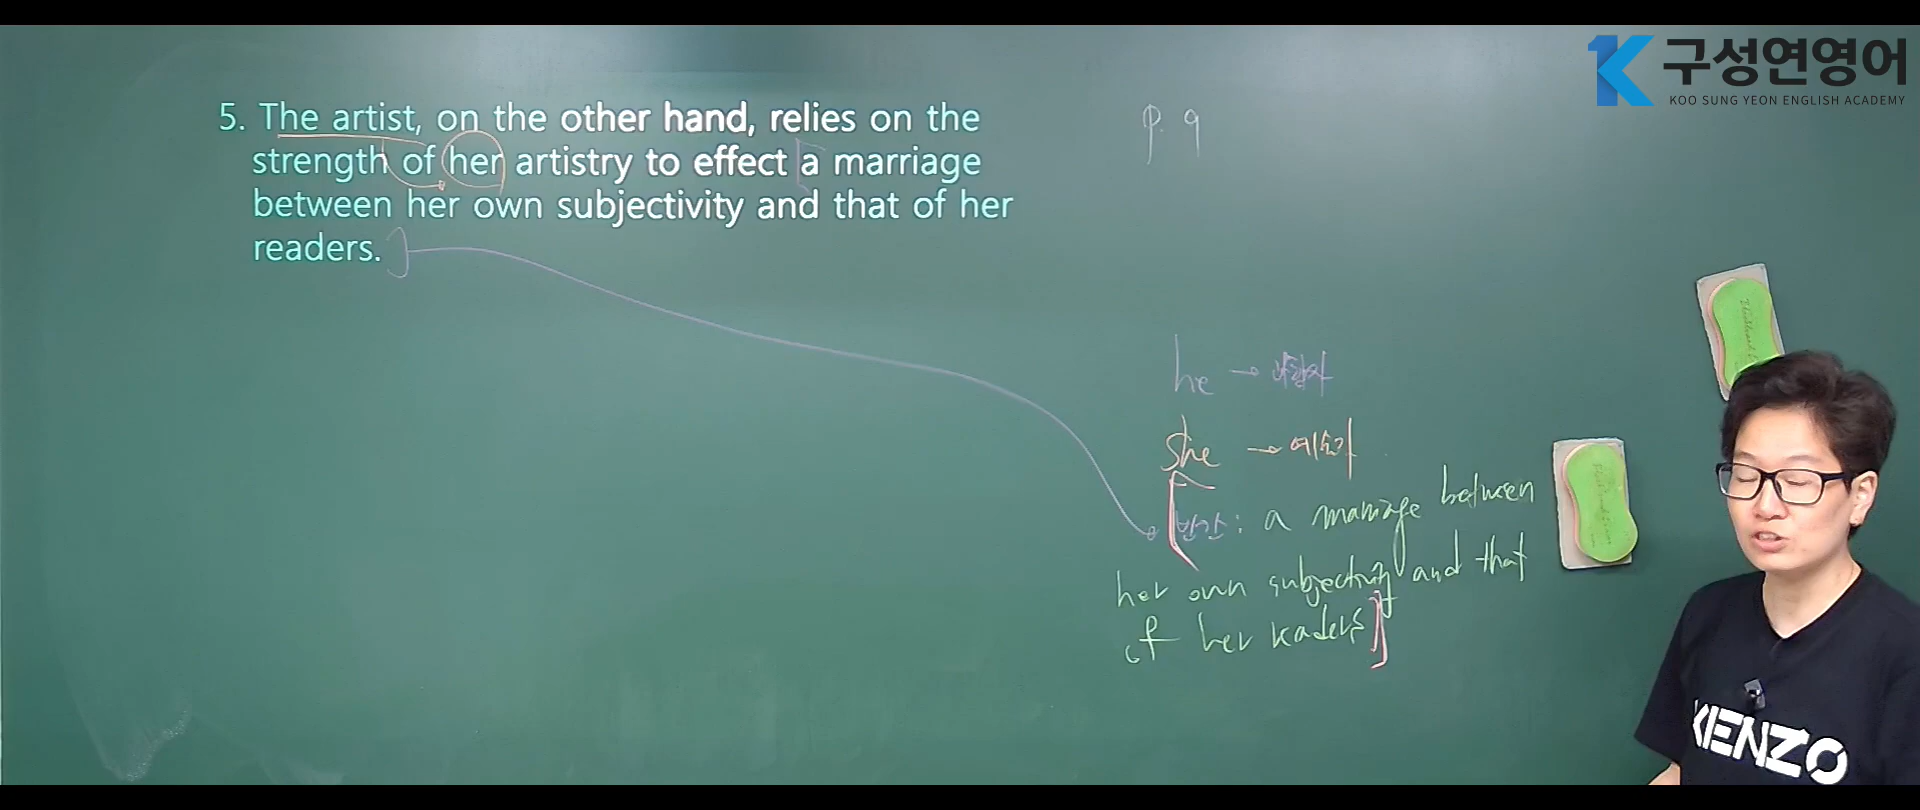 구성연영어
KOO SUNG YEON ENGLISH ACADEMY
5. The artist, on the other hand, relies on the
strength of her artistry to effect a marriage
between her own subjectivity and that of her
readers.
p. 9
he →
she → 예술가
빈칸 : a marriage between
her own subjectivity and that
of her readers
KENZO